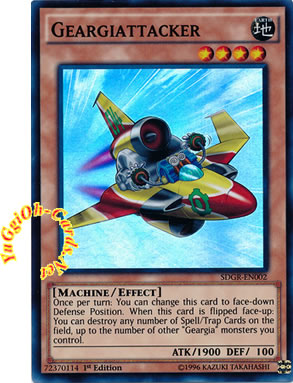 GEARGIATTACKER
EARTH
地
YuGgiOh-Cards.Net
SDGR-EN002
[Machine/Effect]
Once per turn: You can change this card to face-down
Defense Position. When this card is flipped face-up:
You can destroy any number of Spell/Trap Cards on the
field, up to the number of other "Geargia" monsters you
control.
ATK/1900 DEF/ 100
72370114 1st Edition ©1996 KAZUKI TAKAHASHI